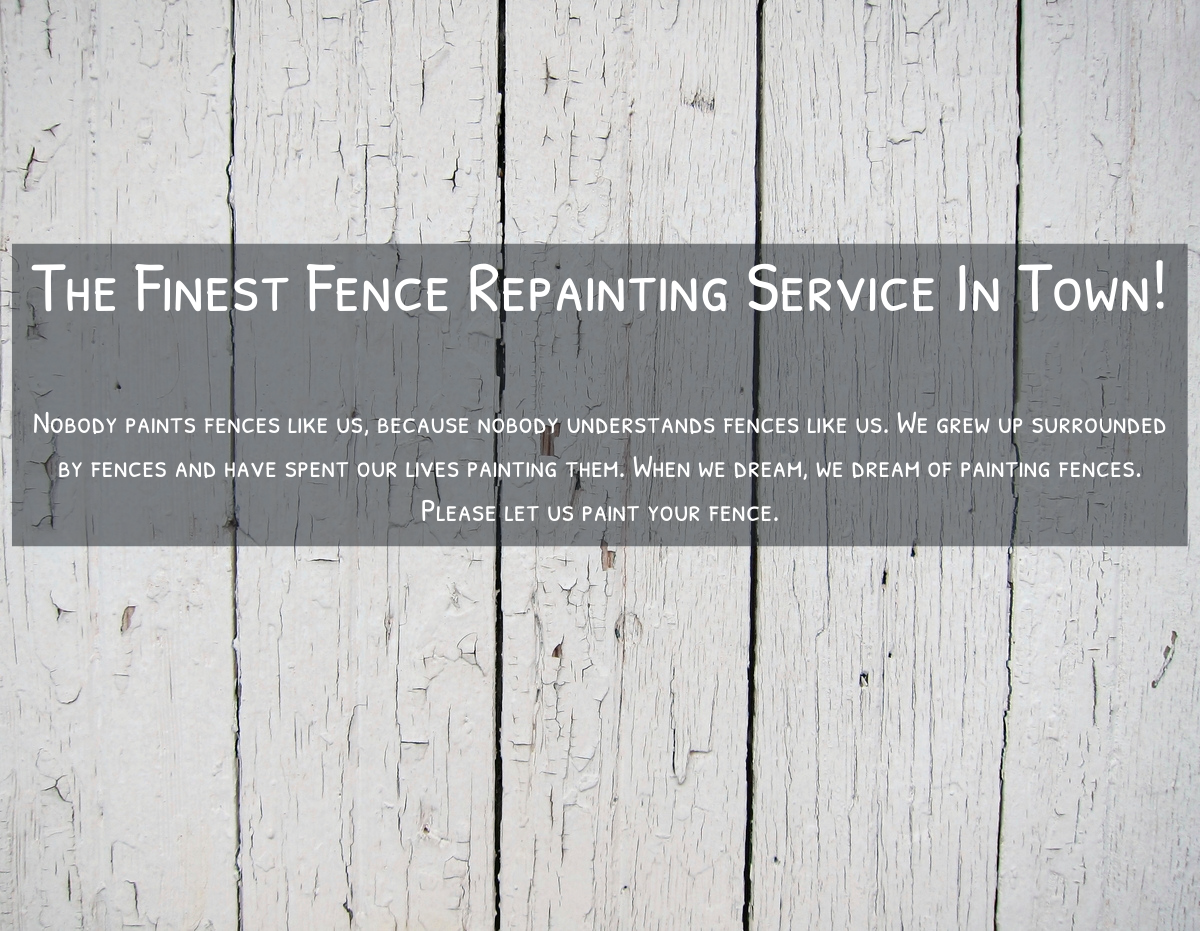 The Finest Fence Repainting Service In Town!
Nobody paints fences like us, because nobody understands fences like us. We grew up surrounded
by fences and have spent our lives painting them. When we dream, we dream of painting fences.
Please let us paint your fence.